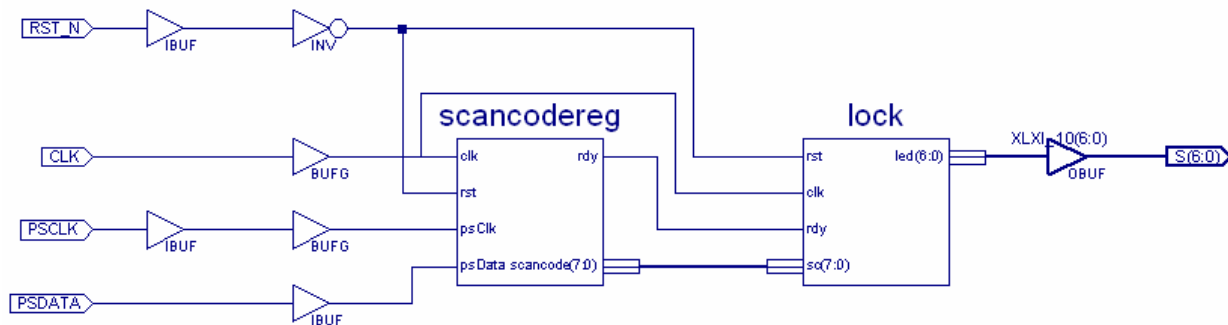 RST_N
IBUF
INV
scancodereg
lock
CLK
BUFG
clk
rdy
rst
led(6:0)
XLXI_10(6:0)
OBUF
S(6:0)
rst
clk
PSCLK
IBUF
BUFG
psClk
rdy
psData scancode(7:0)
sc(7:0)
PSDATA
IBUF